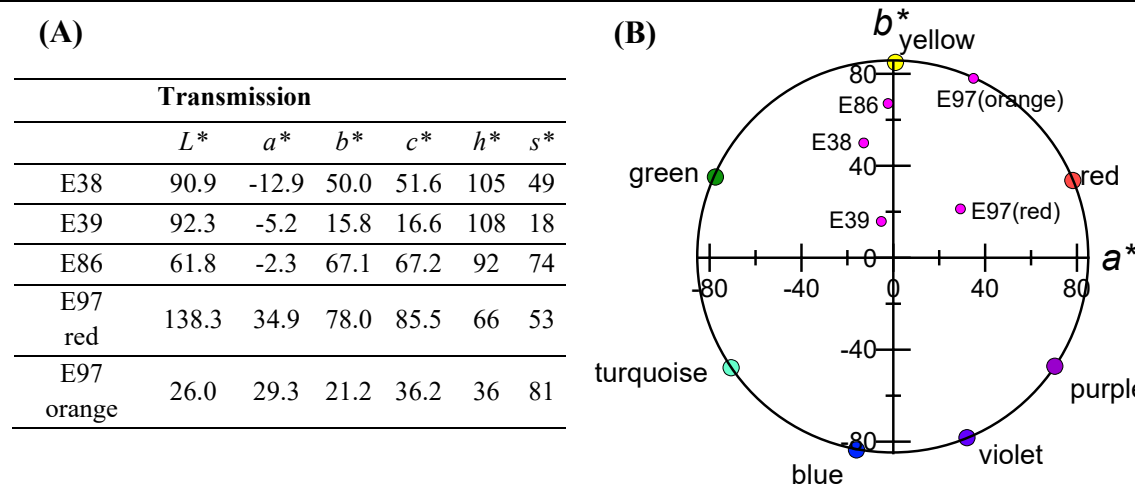 (A)
Transmission
L* a* b* c* h* s*
E38 90.9 -12.9 50.0 51.6 105 49
E39 92.3 -5.2 15.8 16.6 108 18
E86 61.8 -2.3 67.1 67.2 92 74
E97
red 138.3 34.9 78.0 85.5 66 53
E97
orange 26.0 29.3 21.2 36.2 36 81
(B)
b*
yellow
80
E86
E97(orange)
E38
40
green
red
E39
E97(red)
0
a*
-80 -40 0 40 80
-40
turquoise
purple
-80
violet
blue